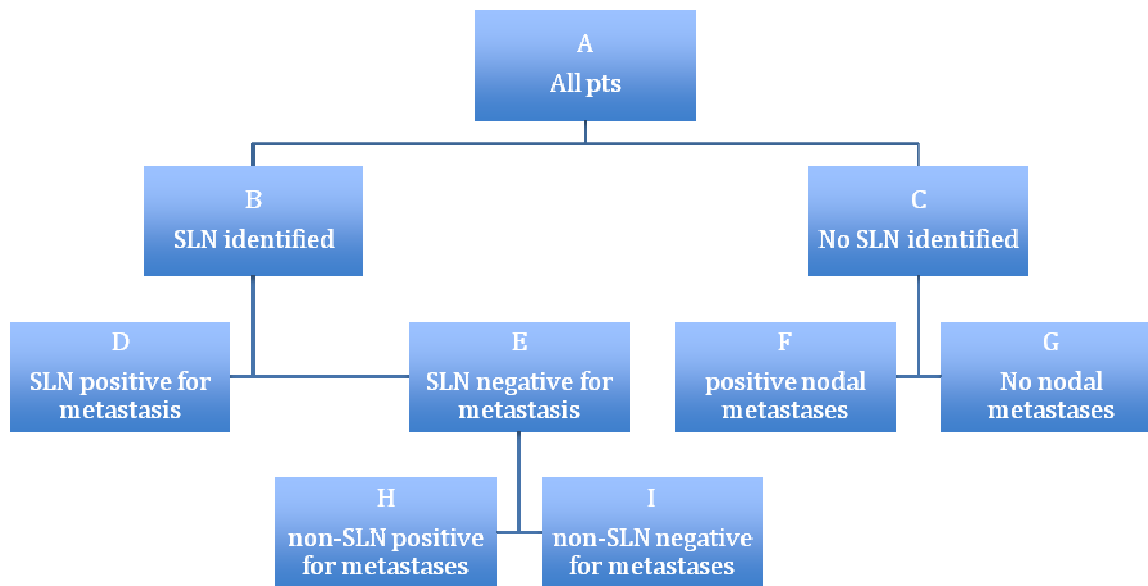 A
All pts
B
SLN identified
C
No SLN identified
D
SLN positive for
metastasis
E
SLN negative for
metastasis
F
positive nodal
metastases
G
No nodal
metastases
H
non-SLN positive
for metastases
I
non-SLN negative
for metastases